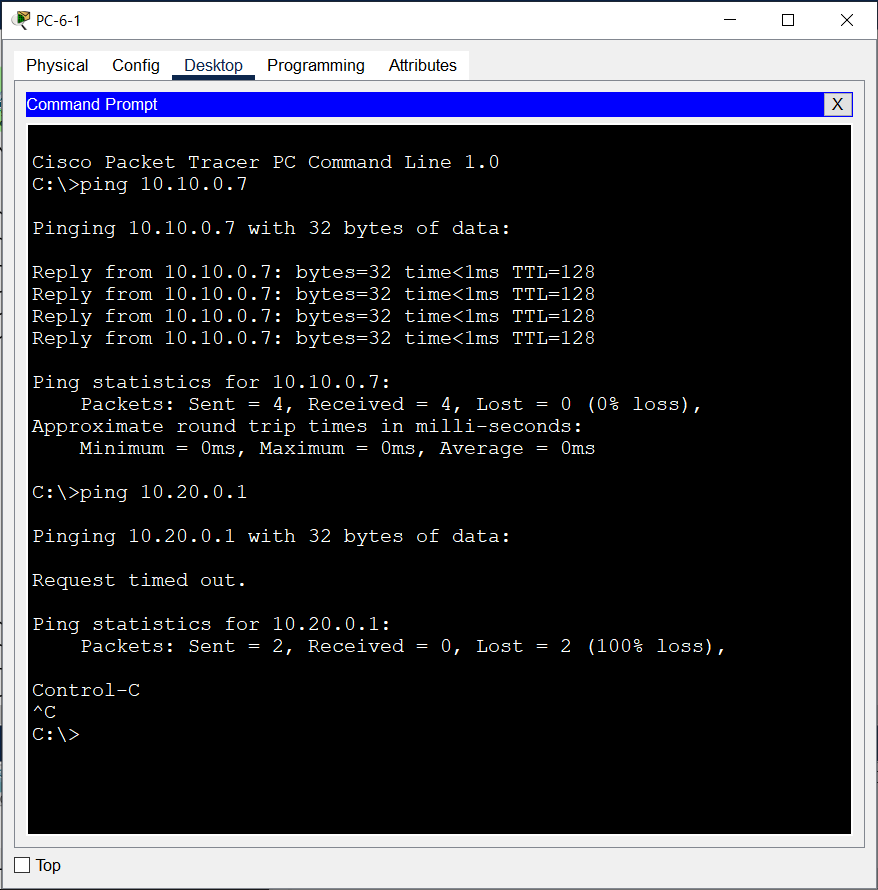 PC-6-1
Physical Config Desktop Programming Attributes
Command Prompt X
Cisco Packet Tracer PC Command Line 1.0
C:\>ping 10.10.0.7
Pinging 10.10.0.7 with 32 bytes of data:
Reply from 10.10.0.7: bytes=32 time<1ms TTL=128
Reply from 10.10.0.7: bytes=32 time<1ms TTL=128
Reply from 10.10.0.7: bytes=32 time<1ms TTL=128
Reply from 10.10.0.7: bytes=32 time<1ms TTL=128
Ping statistics for 10.10.0.7:
Packets: Sent = 4, Received = 4, Lost = 0 (0% loss),
Approximate round trip times in milli-seconds:
Minimum = 0ms, Maximum = 0ms, Average = 0ms
C:\>ping 10.20.0.1
Pinging 10.20.0.1 with 32 bytes of data:
Request timed out.
Ping statistics for 10.20.0.1:
Packets: Sent = 2, Received = 0, Lost = 2 (100% loss),
Control-C
^C
C:\>
Top